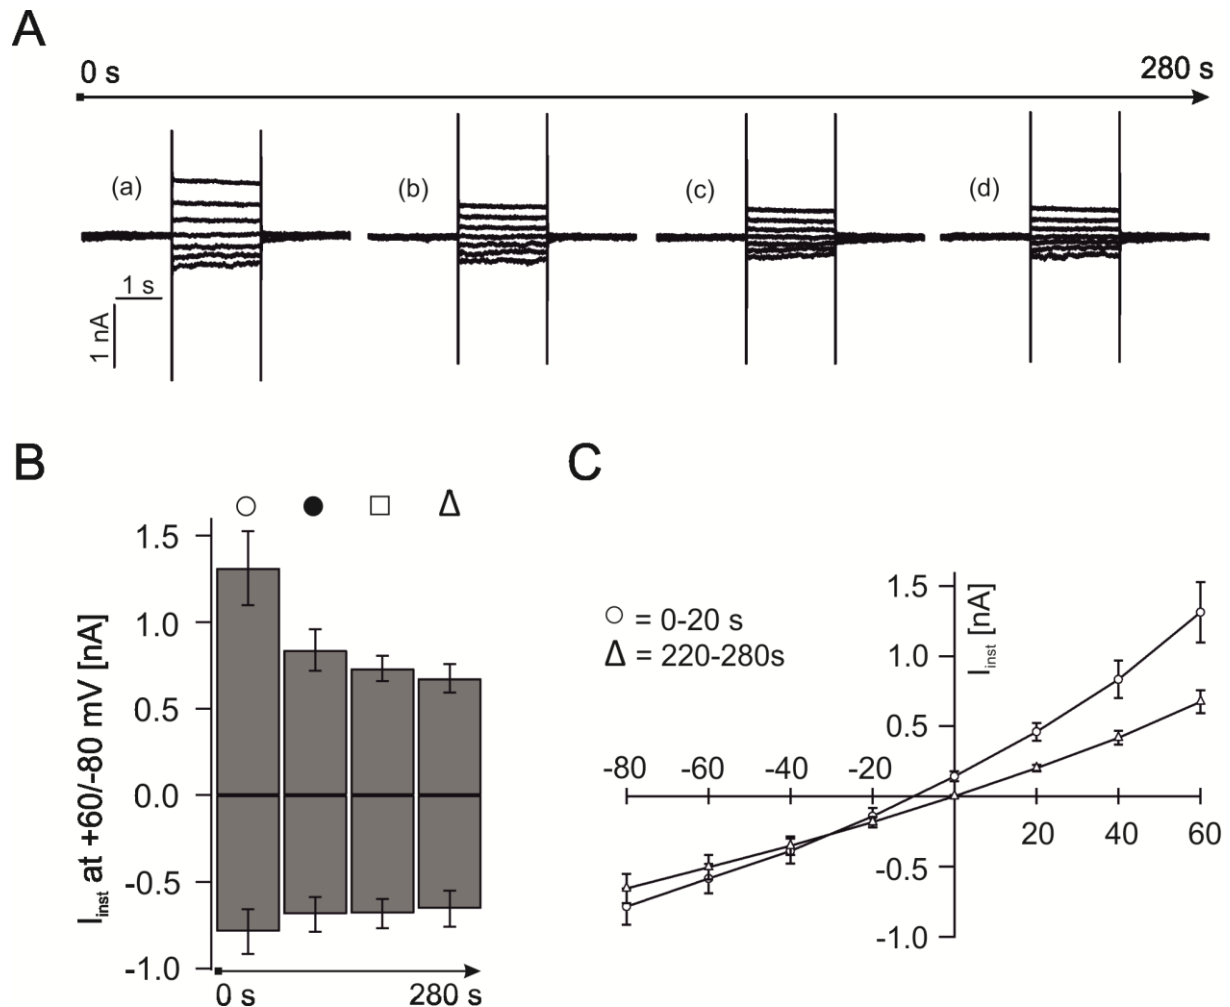 A
0 s
280 s
(a)
(b)
(c)
(d)
1 s
1 nA
B
C
○ ● □ Δ
1.5
1.0
0.5
0.0
-0.5
-1.0
I inst at +60/-80 mV [nA]
0 s
280 s
○ = 0-20 s
Δ = 220-280s
I inst [nA]
1.5
1.0
0.5
-0.5
-1.0
-80 -60 -40 -20
20 40 60